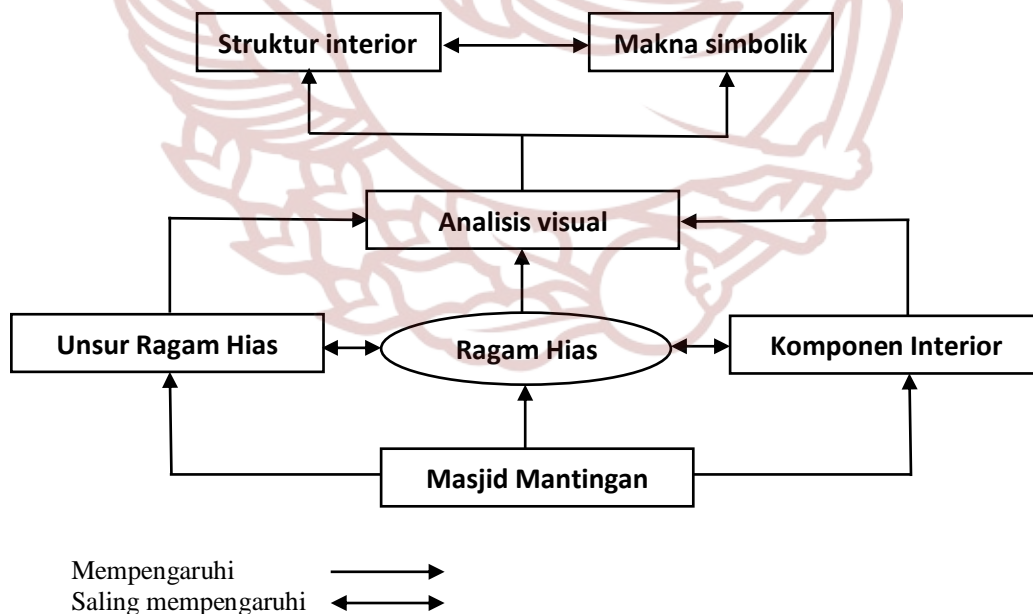 Struktur interior
Makna simbolik
Analisis visual
Unsur Ragam Hias
Ragam Hias
Komponen Interior
Masjid Mantingan
Mempengaruhi
Saling mempengaruhi